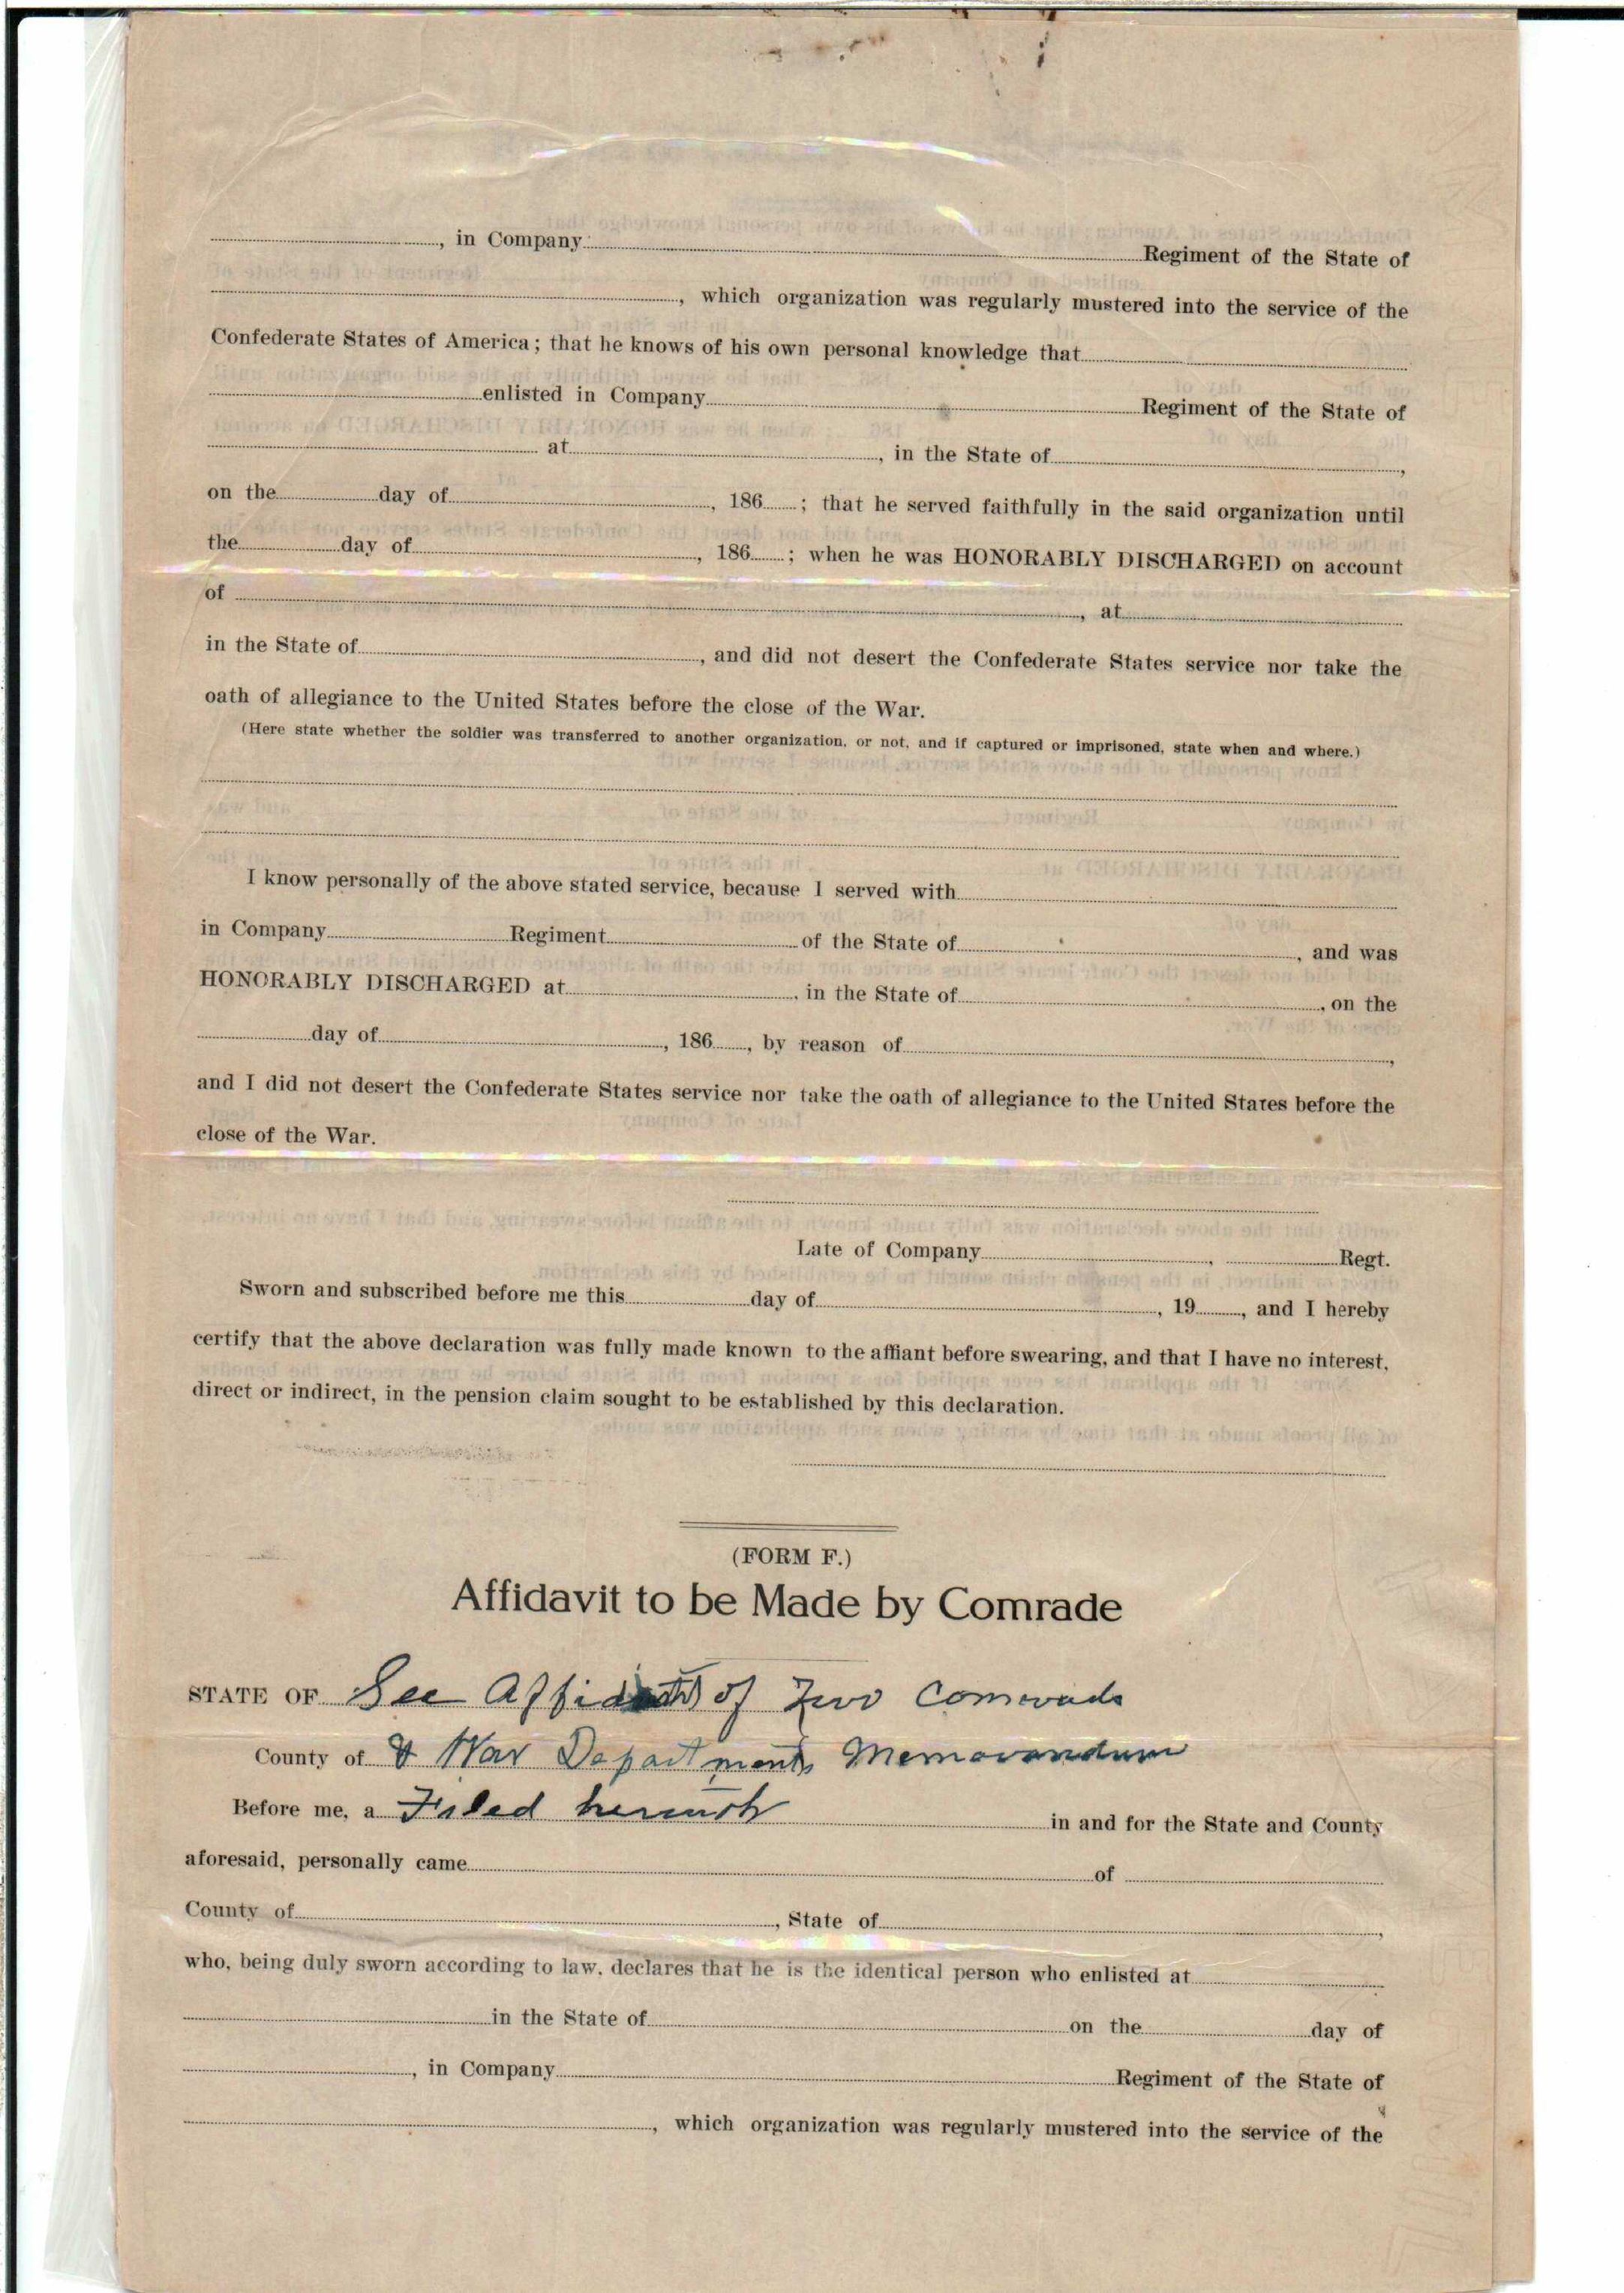 , in Company Regiment of the State of
, which organization was regularly mustered into the service of the
Confederate States of America; that he knows of his own personal knowledge that
enlisted in Company Regiment of the State of
at , in the State of ,
on the day of , 186 ; that he served faithfully in the said organization until
the day of , 186 ; when he was HONORABLY DISCHARGED on account
of , at
in the State of , and did not desert the Confederate States service nor take the
oath of allegiance to the United States before the close of the War.
(Here state whether the soldier was transferred to another organization, or not, and if captured or imprisoned, state when and where.)
I know personally of the above stated service, because I served with
in Company Regiment of the State of , and was
HONORABLY DISCHARGED at , in the State of , on the
day of , 186 , by reason of ,
and I did not desert the Confederate States service nor take the oath of allegiance to the United States before the
close of the War.
Late of Company , Regt.
Sworn and subscribed before me this day of , 19 , and I hereby
certify that the above declaration was fully made known to the affiant before swearing, and that I have no interest,
direct or indirect, in the pension claim sought to be established by this declaration.
(FORM F.)
Affidavit to be Made by Comrade
STATE OF See of Two Comrads
County of & War Departments Memorandum
Before me, a Filed herewith in and for the State and County
aforesaid, personally came of
County of , State of ,
who, being duly sworn according to law, declares that he is the identical person who enlisted at
in the State of on the day of
, in Company Regiment of the State of
, which organization was regularly mustered into the service of the